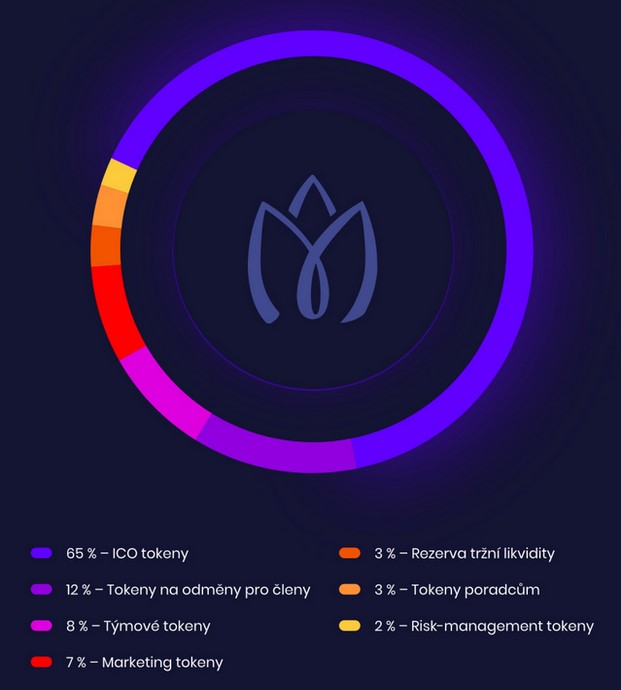 65 % – ICO tokeny
12 % – Tokeny na odměny pro členy
8 % – Týmové tokeny
7 % – Marketing tokeny
3 % – Rezerva tržní likvidity
3 % – Tokeny poradcům
2 % – Risk-management tokeny